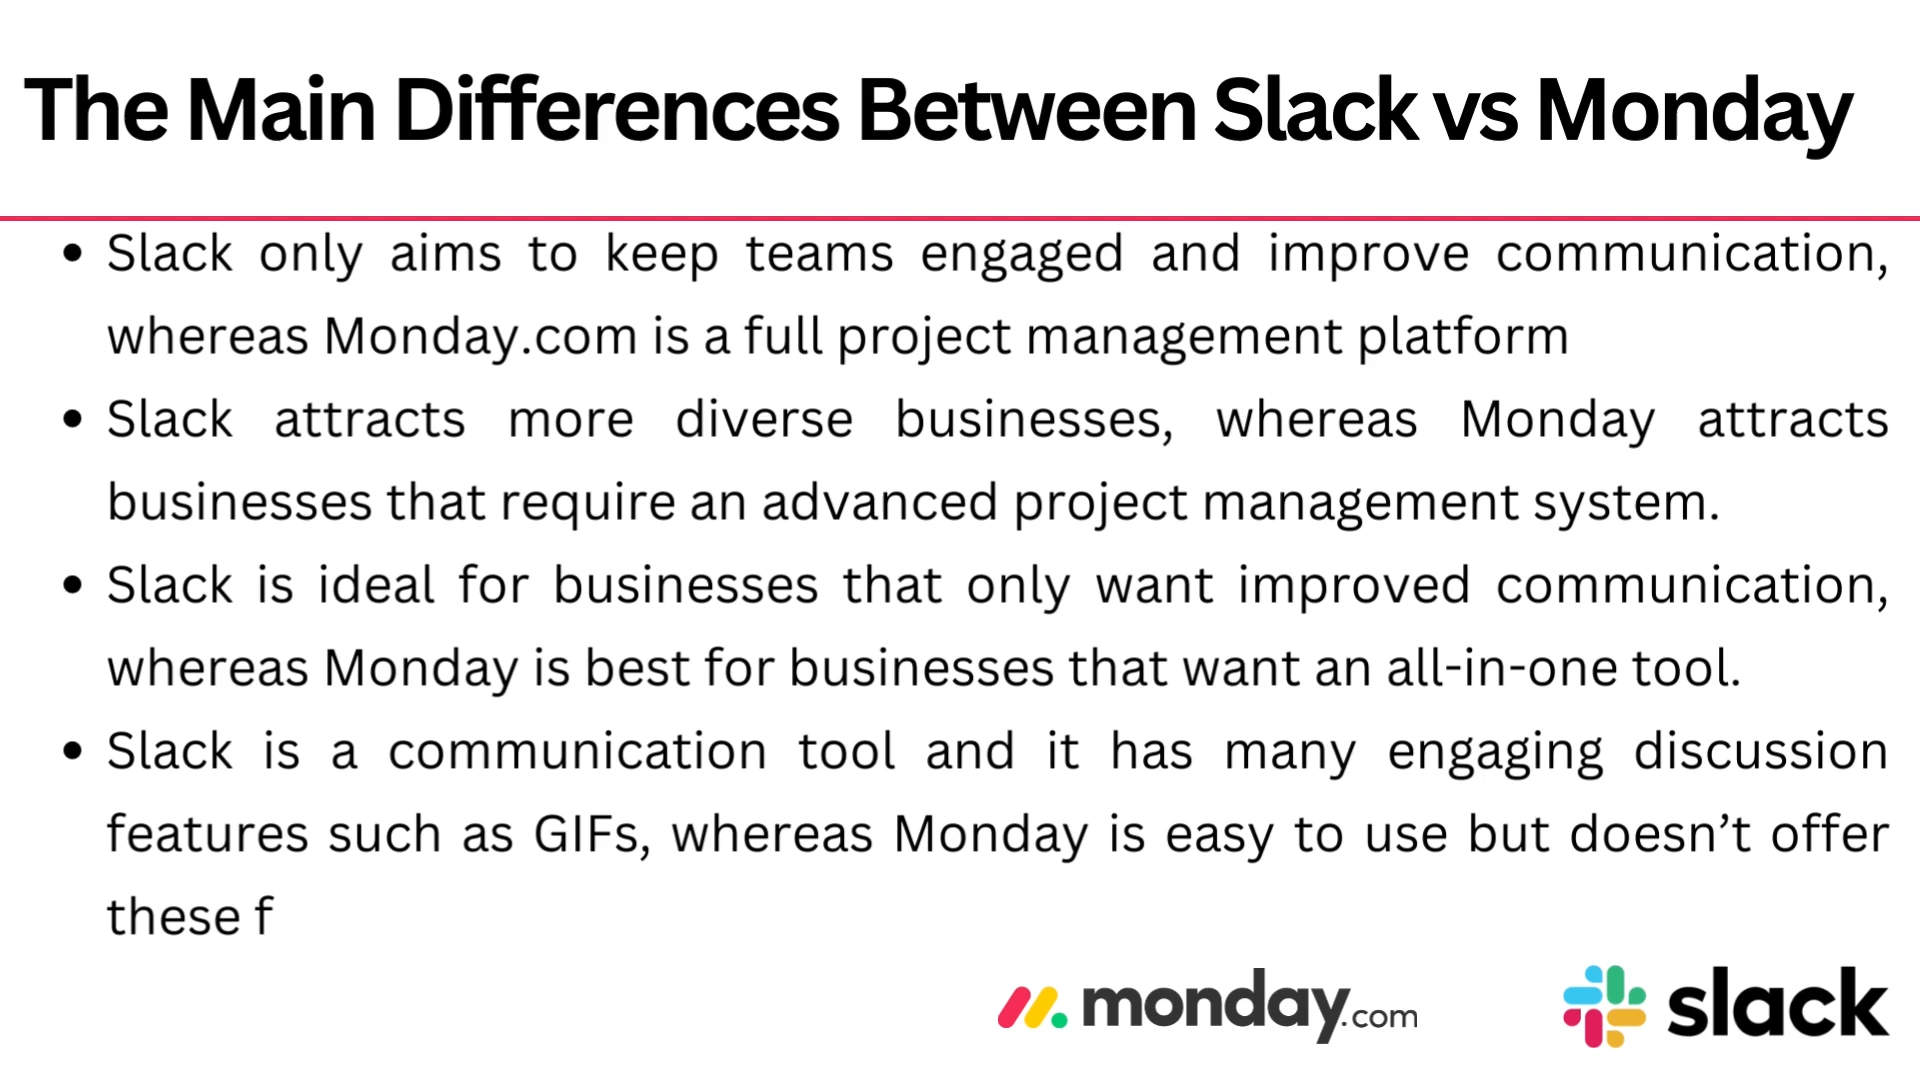 The Main Differences Between Slack vs Monday
• Slack only aims to keep teams engaged and improve communication,
whereas Monday.com is a full project management platform
• Slack attracts more diverse businesses, whereas Monday attracts
businesses that require an advanced project management system.
• Slack is ideal for businesses that only want improved communication,
whereas Monday is best for businesses that want an all-in-one tool.
• Slack is a communication tool and it has many engaging discussion
features such as GIFs, whereas Monday is easy to use but doesn’t offer
these f
monday.com
slack